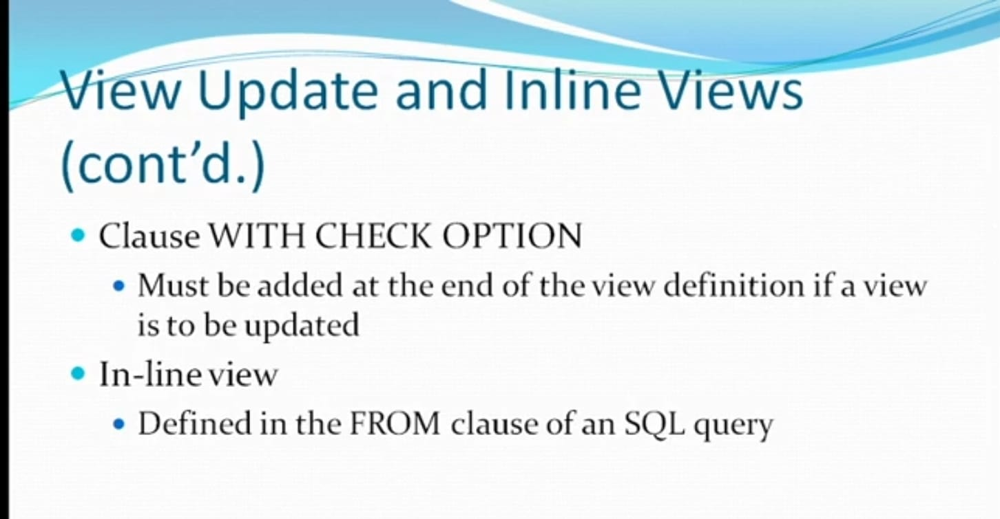 View Update and Inline Views
(cont’d.)
Clause WITH CHECK OPTION
Must be added at the end of the view definition if a view
is to be updated
In-line view
Defined in the FROM clause of an SQL query